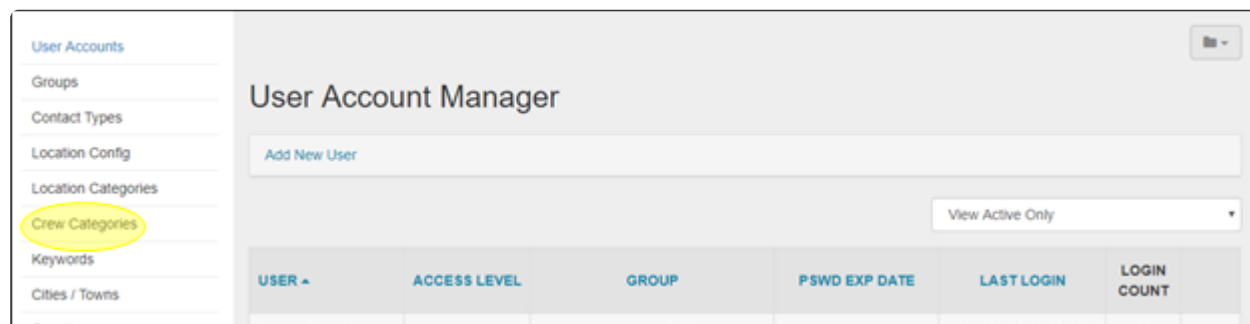 User Accounts
Groups
Contact Types
Location Config
Location Categories
Crew Categories
Keywords
Cities / Towns
User Account Manager
Add New User
View Active Only
USER ACCESS LEVEL GROUP PSWD EXP DATE LAST LOGIN LOGIN COUNT